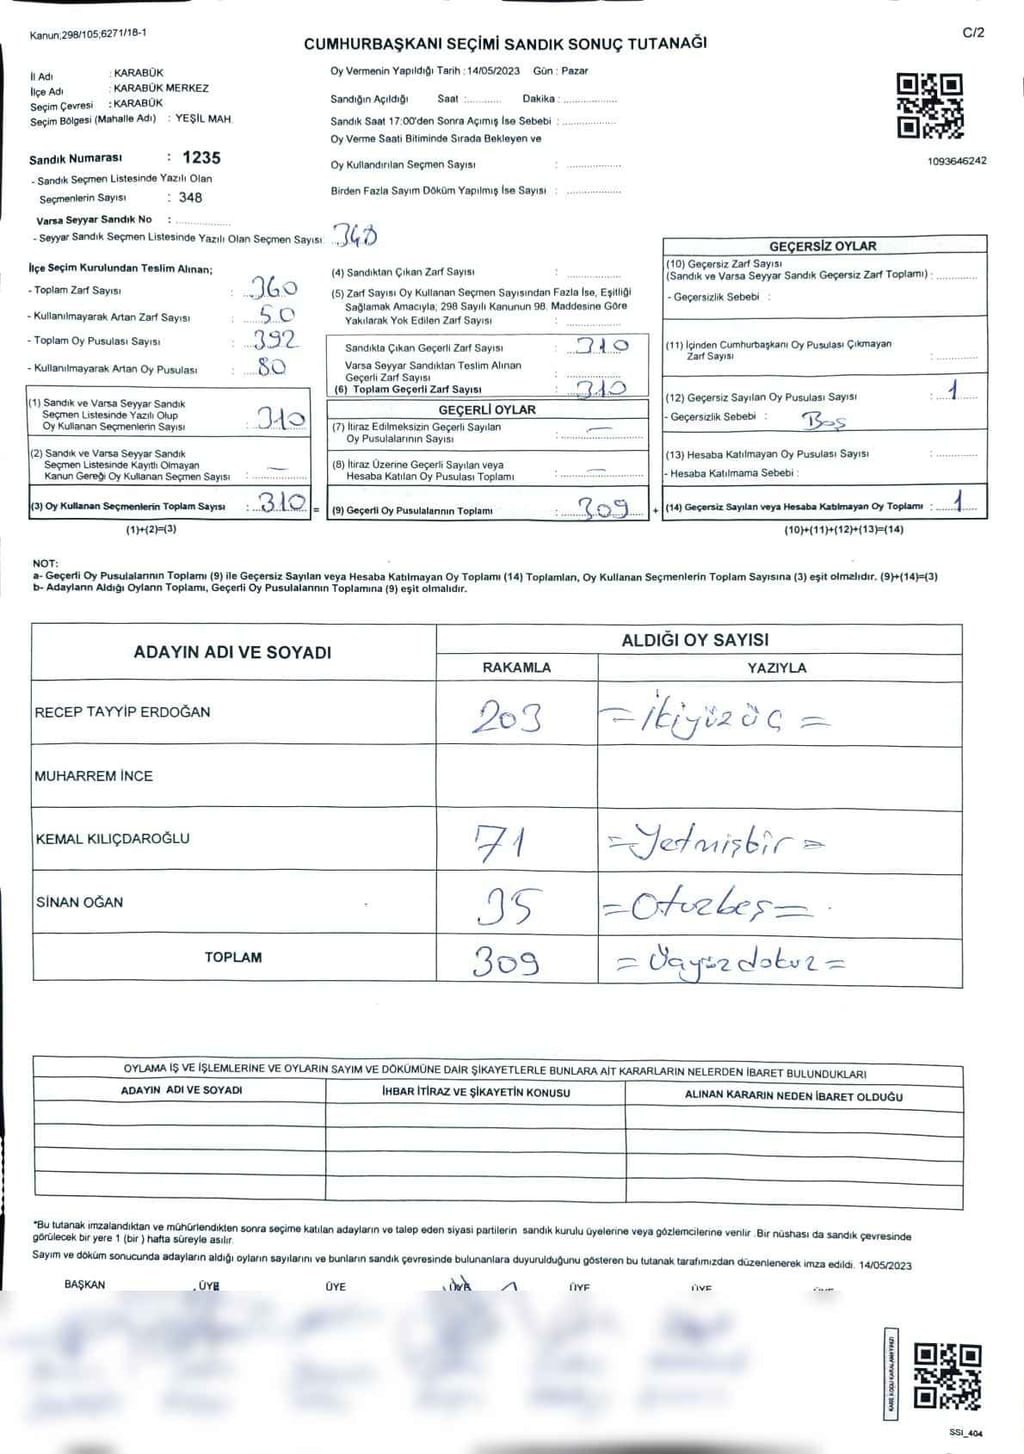 Kanun;298/105;6271/18-1
C/2
CUMHURBAŞKANI SEÇİMİ SANDIK SONUÇ TUTANAĞI
İl Adı : KARABÜK
İlçe Adı : KARABÜK MERKEZ
Seçim Çevresi : KARABÜK
Seçim Bölgesi (Mahalle Adı) : YEŞİL MAH.
Sandık Numarası : 1235
- Sandık Seçmen Listesinde Yazılı Olan
Seçmenlerin Sayısı : 348
Varsa Seyyar Sandık No :
- Seyyar Sandık Seçmen Listesinde Yazılı Olan Seçmen Sayısı 348
Oy Vermenin Yapıldığı Tarih : 14/05/2023 Gün : Pazar
Sandığın Açıldığı Saat : Dakika :
Sandık Saat 17:00'den Sonra Açımış İse Sebebi :
Oy Verme Saati Bitiminde Sırada Bekleyen ve
Oy Kullandırılan Seçmen Sayısı :
Birden Fazla Sayım Döküm Yapılmış İse Sayısı :
1093646242
İlçe Seçim Kurulundan Teslim Alınan;
- Toplam Zarf Sayısı : 360
- Kullanılmayarak Artan Zarf Sayısı : 50
- Toplam Oy Pusulası Sayısı : 392
- Kullanılmayarak Artan Oy Pusulası : 80
(1) Sandık ve Varsa Seyyar Sandık
Seçmen Listesinde Yazılı Olup
Oy Kullanan Seçmenlerin Sayısı : 310
(2) Sandık ve Varsa Seyyar Sandık
Seçmen Listesinde Kayıtlı Olmayan
Kanun Gereği Oy Kullanan Seçmen Sayısı : —
(3) Oy Kullanan Seçmenlerin Toplam Sayısı : 310 =
(1)+(2)=(3)
(4) Sandıktan Çıkan Zarf Sayısı :
(5) Zarf Sayısı Oy Kullanan Seçmen Sayısından Fazla İse, Eşitliği
Sağlamak Amacıyla; 298 Sayılı Kanunun 98. Maddesine Göre
Yakılarak Yok Edilen Zarf Sayısı :
Sandıkta Çıkan Geçerli Zarf Sayısı : 310
Varsa Seyyar Sandıktan Teslim Alınan
Geçerli Zarf Sayısı :
(6) Toplam Geçerli Zarf Sayısı : 310
GEÇERLİ OYLAR
(7) İtiraz Edilmeksizin Geçerli Sayılan
Oy Pusulalarının Sayısı : —
(8) İtiraz Üzerine Geçerli Sayılan veya
Hesaba Katılan Oy Pusulası Toplamı : —
(9) Geçerli Oy Pusulalarının Toplamı : 309 +
GEÇERSİZ OYLAR
(10) Geçersiz Zarf Sayısı
(Sandık ve Varsa Seyyar Sandık Geçersiz Zarf Toplamı) :
- Geçersizlik Sebebi :
(11) İçinden Cumhurbaşkanı Oy Pusulası Çıkmayan
Zarf Sayısı :
(12) Geçersiz Sayılan Oy Pusulası Sayısı : 1
- Geçersizlik Sebebi : Boş
(13) Hesaba Katılmayan Oy Pusulası Sayısı :
- Hesaba Katılmama Sebebi :
(14) Geçersiz Sayılan veya Hesaba Katılmayan Oy Toplamı : 1
(10)+(11)+(12)+(13)=(14)
NOT:
a- Geçerli Oy Pusulalarının Toplamı (9) ile Geçersiz Sayılan veya Hesaba Katılmayan Oy Toplamı (14) Toplamları, Oy Kullanan Seçmenlerin Toplam Sayısına (3) eşit olmalıdır. (9)+(14)=(3)
b- Adayların Aldığı Oyların Toplamı, Geçerli Oy Pusulalarının Toplamına (9) eşit olmalıdır.
ADAYIN ADI VE SOYADI
ALDIĞI OY SAYISI
RAKAMLA YAZIYLA
RECEP TAYYİP ERDOĞAN 203 = ikiyüz üç =
MUHARREM İNCE
KEMAL KILIÇDAROĞLU 71 = Yetmişbir =
SİNAN OĞAN 35 = Otuzbeş =
TOPLAM 309 = Üçyüz dokuz =
OYLAMA İŞ VE İŞLEMLERİNE VE OYLARIN SAYIM VE DÖKÜMÜNE DAİR ŞİKAYETLERLE BUNLARA AİT KARARLARIN NELERDEN İBARET BULUNDUKLARI
ADAYIN ADI VE SOYADI İHBAR İTİRAZ VE ŞİKAYETİN KONUSU ALINAN KARARIN NEDEN İBARET OLDUĞU
*Bu tutanak imzalandıktan ve mühürlendikten sonra seçime katılan adayların ve talep eden siyasi partilerin sandık kurulu üyelerine veya gözlemcilerine verilir. Bir nüshası da sandık çevresinde
görülecek bir yere 1 (bir ) hafta süreyle asılır.
Sayım ve döküm sonucunda adayların aldığı oyların sayılarını ve bunların sandık çevresinde bulunanlara duyurulduğunu gösteren bu tutanak tarafımızdan düzenlenerek imza edildi. 14/05/2023
BAŞKAN ÜYE ÜYE ÜYE ÜYE ÜYE
KARE KODU KARALAMAYINIZ!
SSI_404